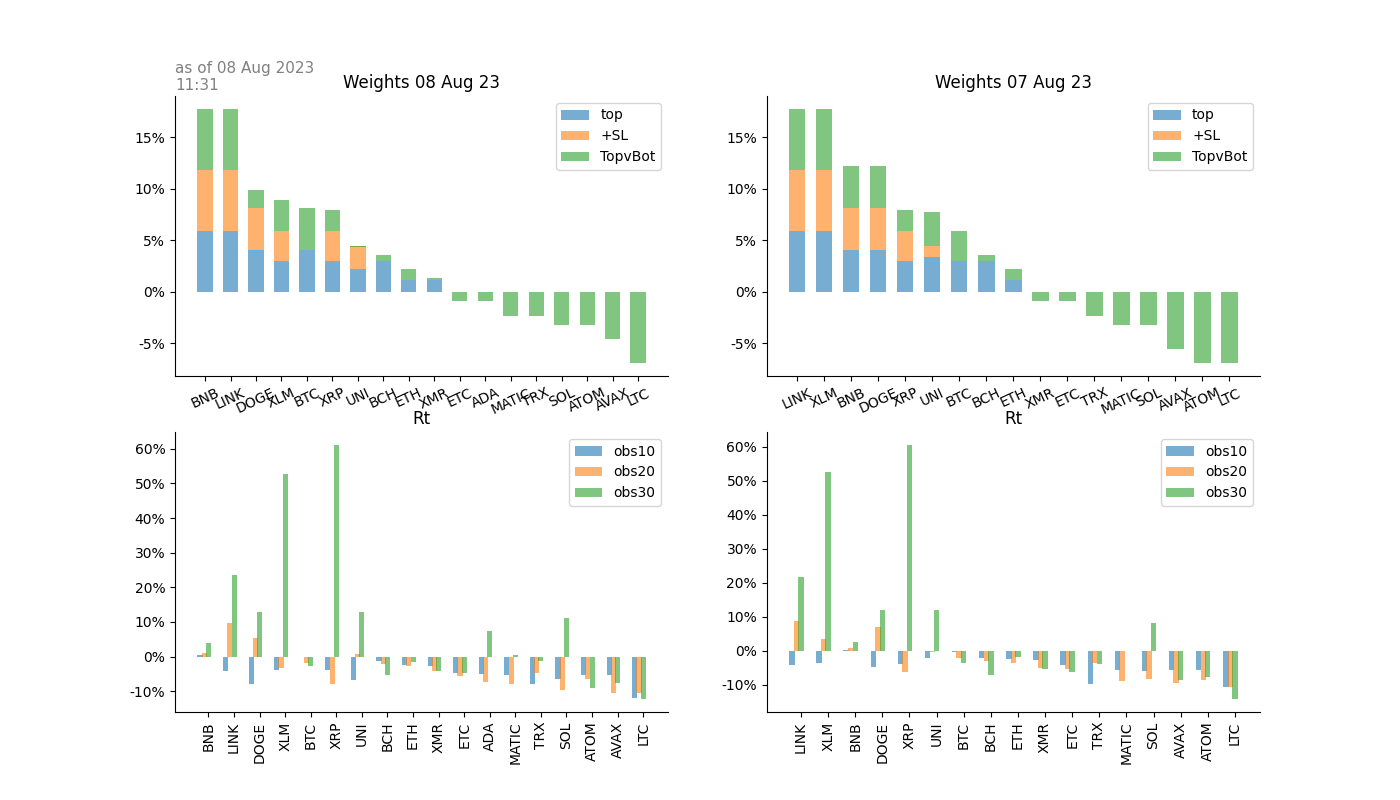 as of 08 Aug 2023
11:31
Weights 08 Aug 23
top
+SL
TopvBot
15%
10%
5%
0%
-5%
BNB LINK DOGE XLM BTC XRP UNI BCH ETH XMR ETC ADA MATIC TRX SOL ATOM AVAX LTC
Weights 07 Aug 23
top
+SL
TopvBot
15%
10%
5%
0%
-5%
LINK XLM BNB DOGE XRP UNI BTC BCH ETH XMR ETC TRX MATIC SOL AVAX ATOM LTC
Rt
obs10
obs20
obs30
60%
50%
40%
30%
20%
10%
0%
-10%
BNB LINK DOGE XLM BTC XRP UNI BCH ETH XMR ETC ADA MATIC TRX SOL ATOM AVAX LTC
Rt
obs10
obs20
obs30
60%
50%
40%
30%
20%
10%
0%
-10%
LINK XLM BNB DOGE XRP UNI BTC BCH ETH XMR ETC TRX MATIC SOL AVAX ATOM LTC